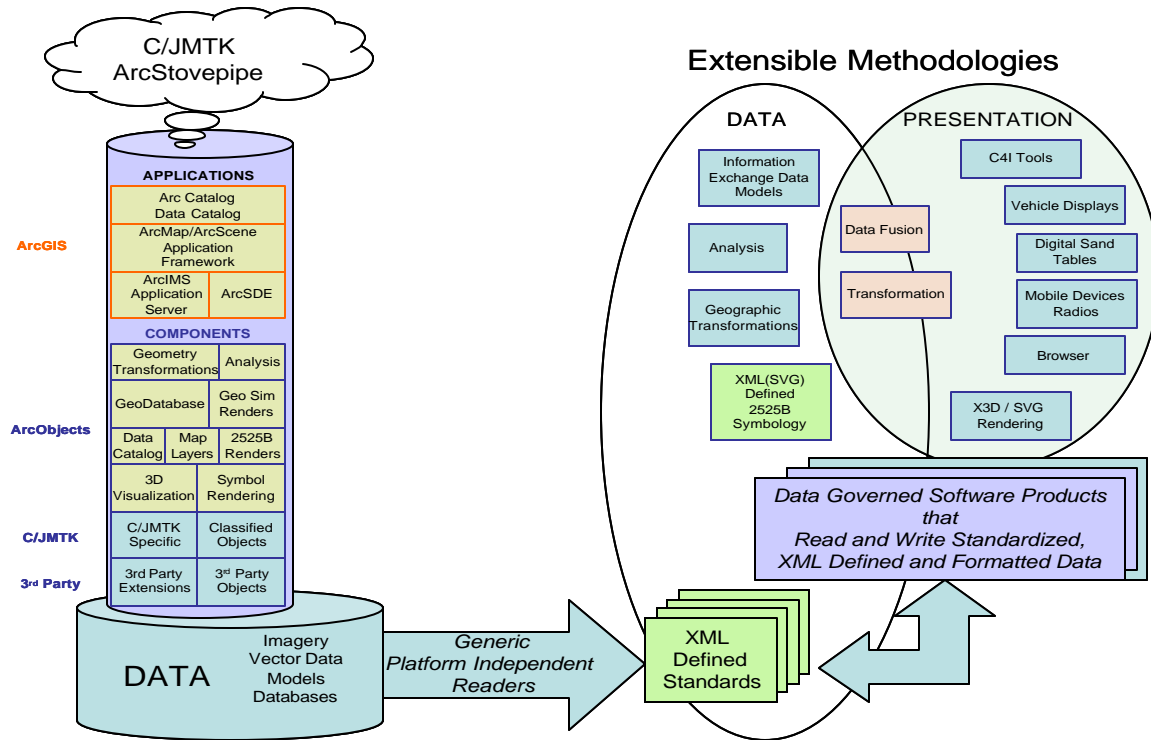 C/JMTK
ArcStovepipe
APPLICATIONS
Arc Catalog
Data Catalog
ArcMap/ArcScene
Application
Framework
ArcIMS
Application
Server
ArcSDE
ArcGIS
COMPONENTS
Geometry
Transformations
Analysis
GeoDatabase
Geo Sim
Renders
Data
Catalog
Map
Layers
2525B
Renders
3D
Visualization
Symbol
Rendering
ArcObjects
C/JMTK
C/JMTK
Specific
Classified
Objects
3rd Party
3rd Party
Extensions
3rd Party
Objects
DATA
Imagery
Vector Data
Models
Databases
Generic
Platform Independent
Readers
Extensible Methodologies
DATA
Information
Exchange Data
Models
Analysis
Geographic
Transformations
XML(SVG)
Defined
2525B
Symbology
Data Fusion
Transformation
PRESENTATION
C4I Tools
Vehicle Displays
Digital Sand
Tables
Mobile Devices
Radios
Browser
X3D / SVG
Rendering
Data Governed Software Products
that
Read and Write Standardized,
XML Defined and Formatted Data
XML
Defined
Standards